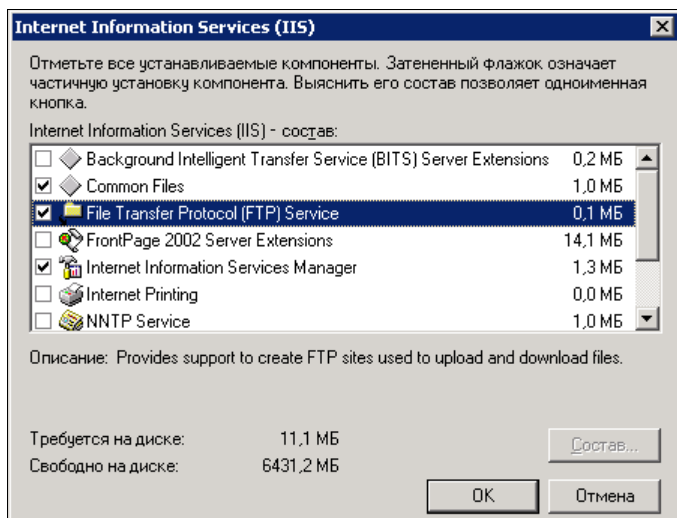 Internet Information Services (IIS)
Отметьте все устанавливаемые компоненты. Затененный флажок означает
частичную установку компонента. Выяснить его состав позволяет одноименная
кнопка.
Internet Information Services (IIS) - состав:
Background Intelligent Transfer Service (BITS) Server Extensions 0,2 МБ
Common Files 1,0 МБ
File Transfer Protocol (FTP) Service 0,1 МБ
FrontPage 2002 Server Extensions 14,1 МБ
Internet Information Services Manager 1,3 МБ
Internet Printing 0,0 МБ
NNTP Service 1,0 МБ
Описание: Provides support to create FTP sites used to upload and download files.
Требуется на диске: 11,1 МБ
Состав...
Свободно на диске: 6431,2 МБ
OK Отмена